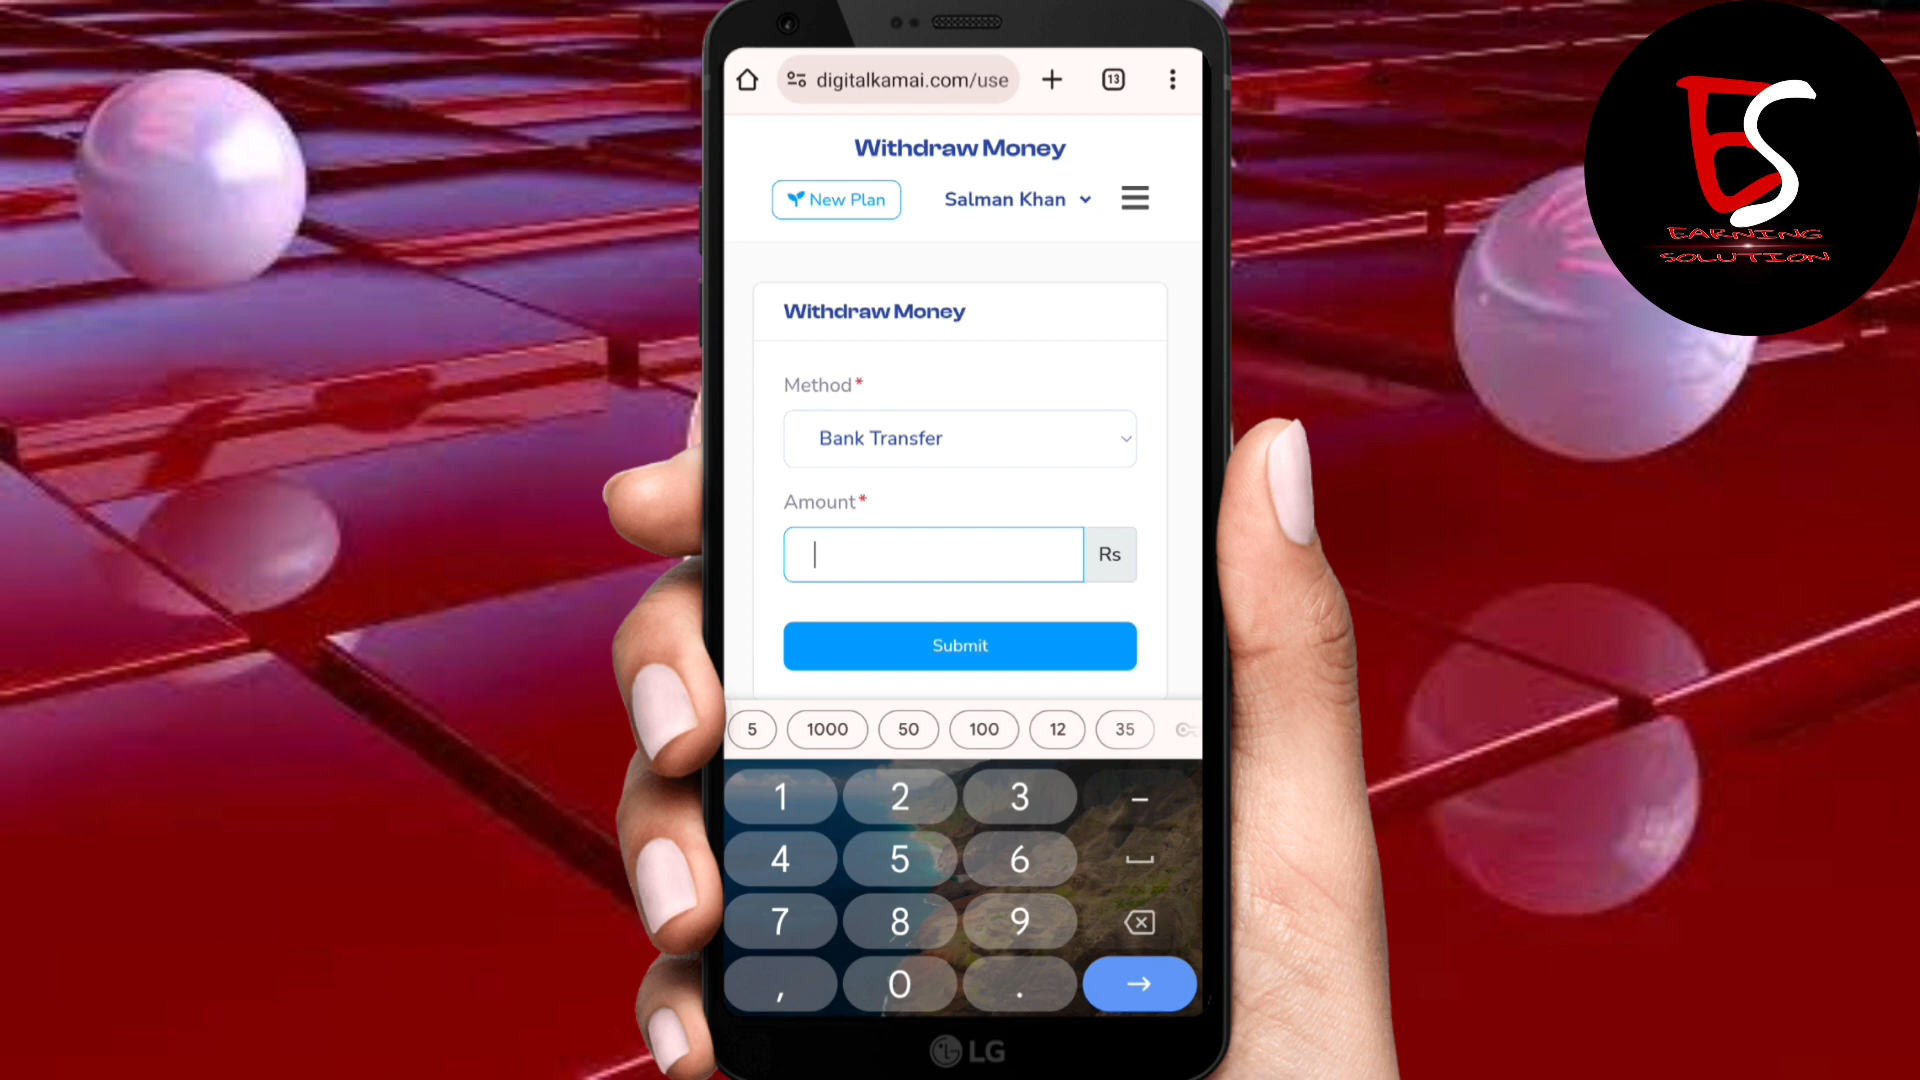 digitalkamai.com/use
13
Withdraw Money
New Plan
Salman Khan
Withdraw Money
Method*
Bank Transfer
Amount*
Rs
Submit
5 1000 50 100 12 35
1 2 3 –
4 5 6
7 8 9
, 0 .
LG
ES
EARNING
SOLUTION